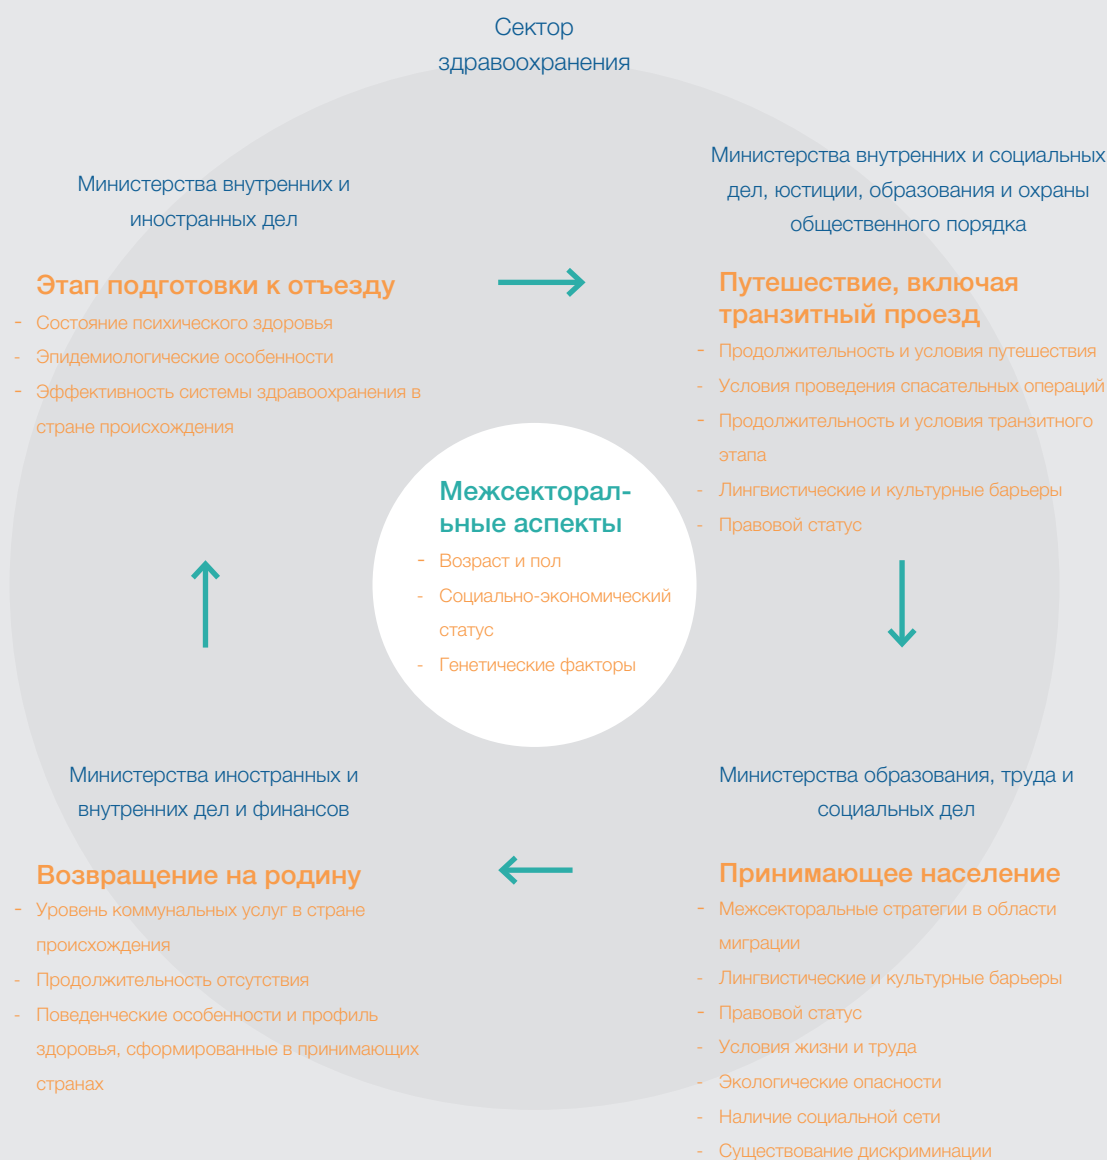 Сектор
здравоохранения
Министерства внутренних и
иностранных дел
Этап подготовки к отъезду
- Состояние психического здоровья
- Эпидемиологические особенности
- Эффективность системы здравоохранения в
стране происхождения
Министерства внутренних и социальных
дел, юстиции, образования и охраны
общественного порядка
Путешествие, включая
транзитный проезд
- Продолжительность и условия путешествия
- Условия проведения спасательных операций
- Продолжительность и условия транзитного
этапа
- Лингвистические и культурные барьеры
- Правовой статус
Межсекторал-
ьные аспекты
- Возраст и пол
- Социально-экономический
статус
- Генетические факторы
Министерства иностранных и
внутренних дел и финансов
Возвращение на родину
- Уровень коммунальных услуг в стране
происхождения
- Продолжительность отсутствия
- Поведенческие особенности и профиль
здоровья, сформированные в принимающих
странах
Министерства образования, труда и
социальных дел
Принимающее население
- Межсекторальные стратегии в области
миграции
- Лингвистические и культурные барьеры
- Правовой статус
- Условия жизни и труда
- Экологические опасности
- Наличие социальной сети
- Существование дискриминации